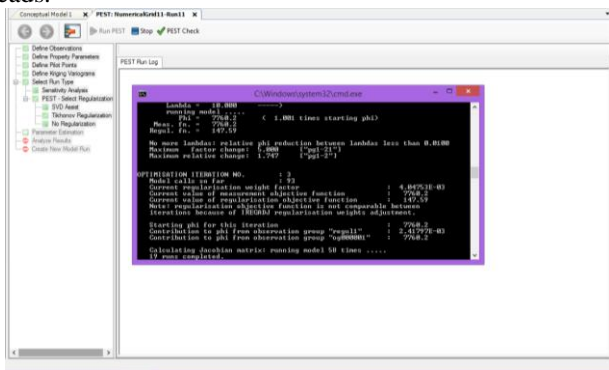 eads.
Conceptual Model 1
PEST: NumericalGrid11-Run11
Run PEST
Stop
PEST Check
Define Observations
Define Property Parameters
Define Pilot Points
Define Kriging Variograms
Select Run Type
Sensitivity Analysis
PEST - Select Regularization
SVD Assist
Tikhonov Regularization
No Regularization
Parameter Estimation
Analyze Results
Create New Model Run
PEST Run Log
C:\Windows\system32\cmd.exe
Lambda = 10.000 ----->
running model .....
Phi = 7760.2 ( 1.001 times starting phi)
Meas. fn. = 7760.2
Regul. fn. = 147.59
No more lambdas: relative phi reduction between lambdas less than 0.0100
Maximum factor change: 5.000 ("pp1-21")
Maximum relative change: 1.747 ("pp1-2")
OPTIMISATION ITERATION NO. : 3
Model calls so far : 93
Current regularisation weight factor : 4.04753E-03
Current value of measurement objective function : 7760.2
Current value of regularisation objective function : 147.59
Note: regularisation objective function is not comparable between
iterations because of IREGADJ regularisation weights adjustment.
Starting phi for this iteration : 7760.2
Contribution to phi from observation group "regul1" : 2.41797E-03
Contribution to phi from observation group "og000001" : 7760.2
Calculating Jacobian matrix: running model 50 times .....
19 runs completed.